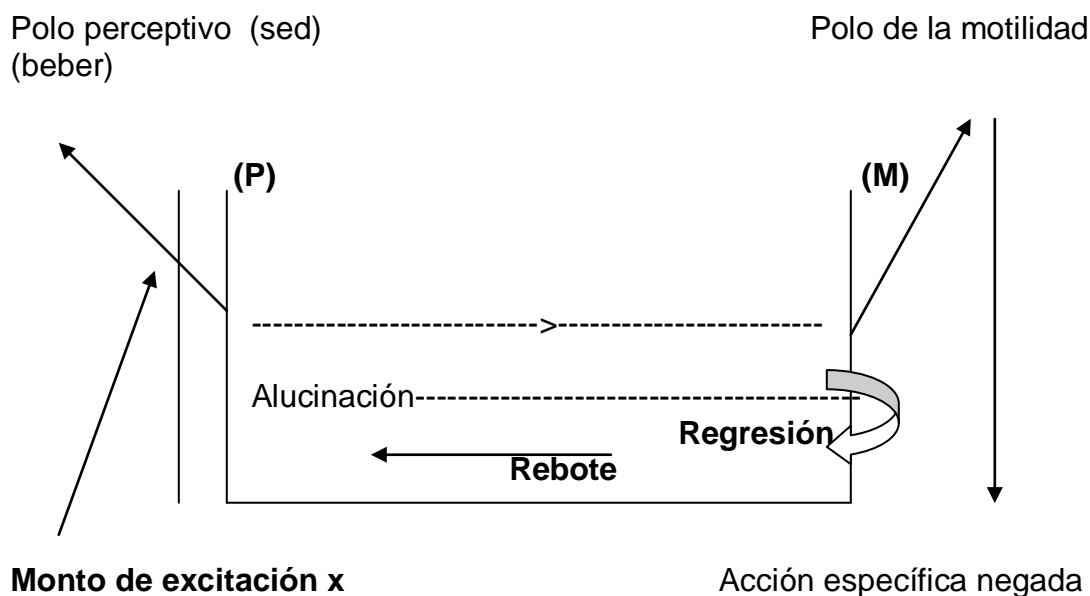 Polo perceptivo (sed)
(beber)
Polo de la motilidad
(P)
(M)
-------------------------->------------------------
Alucinación-------------------------------------
Regresión
Rebote
Monto de excitación x
Acción específica negada